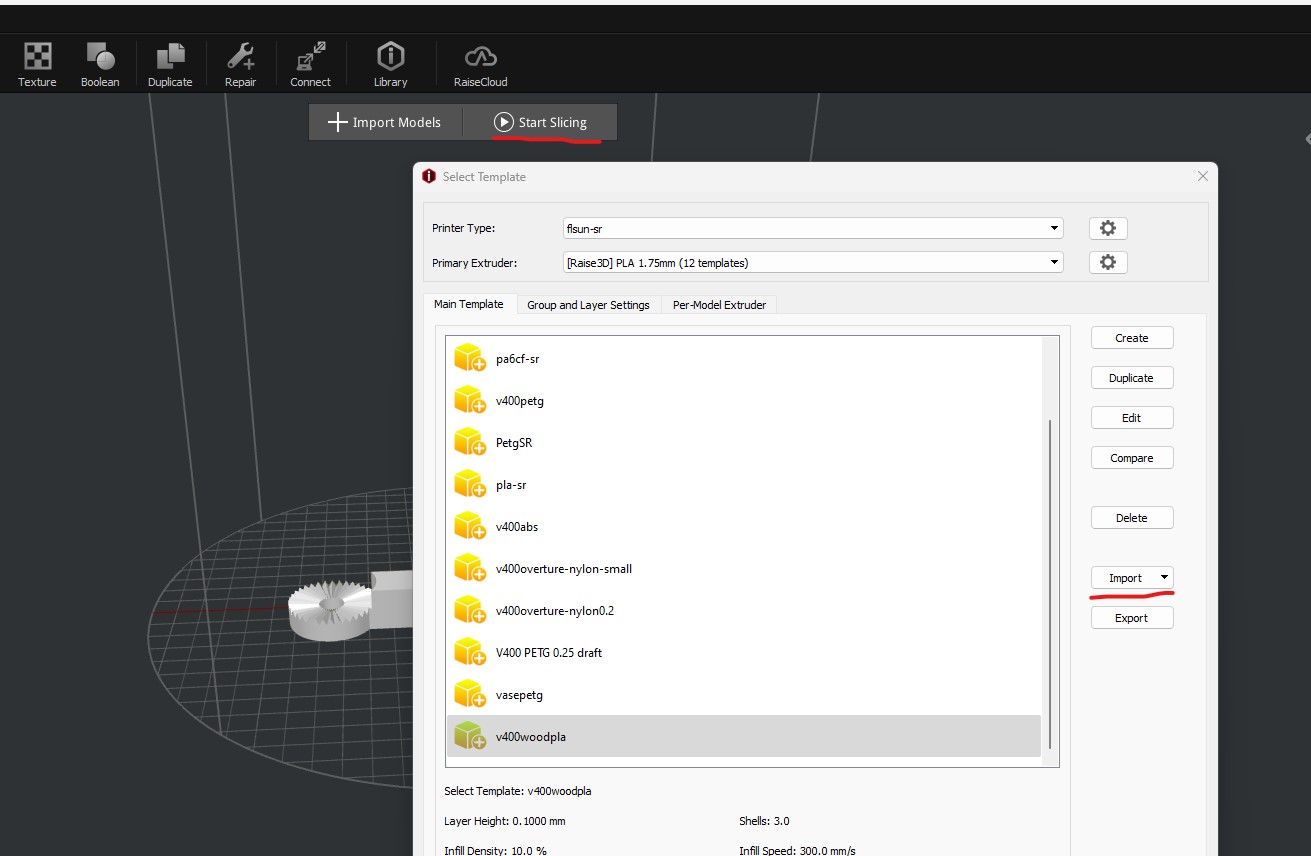 Texture Boolean Duplicate Repair Connect Library RaiseCloud
Import Models Start Slicing
Select Template
Printer Type: flsun-sr
Primary Extruder: [Raise3D] PLA 1.75mm (12 templates)
Main Template Group and Layer Settings Per-Model Extruder
pa6cf-sr
v400petg
PetgSR
pla-sr
v400abs
v400overture-nylon-small
v400overture-nylon0.2
V400 PETG 0.25 draft
vasepetg
v400woodpla
Create
Duplicate
Edit
Compare
Delete
Import
Export
Select Template: v400woodpla
Layer Height: 0.1000 mm Shells: 3.0
Infill Density: 10.0 % Infill Speed: 300.0 mm/s